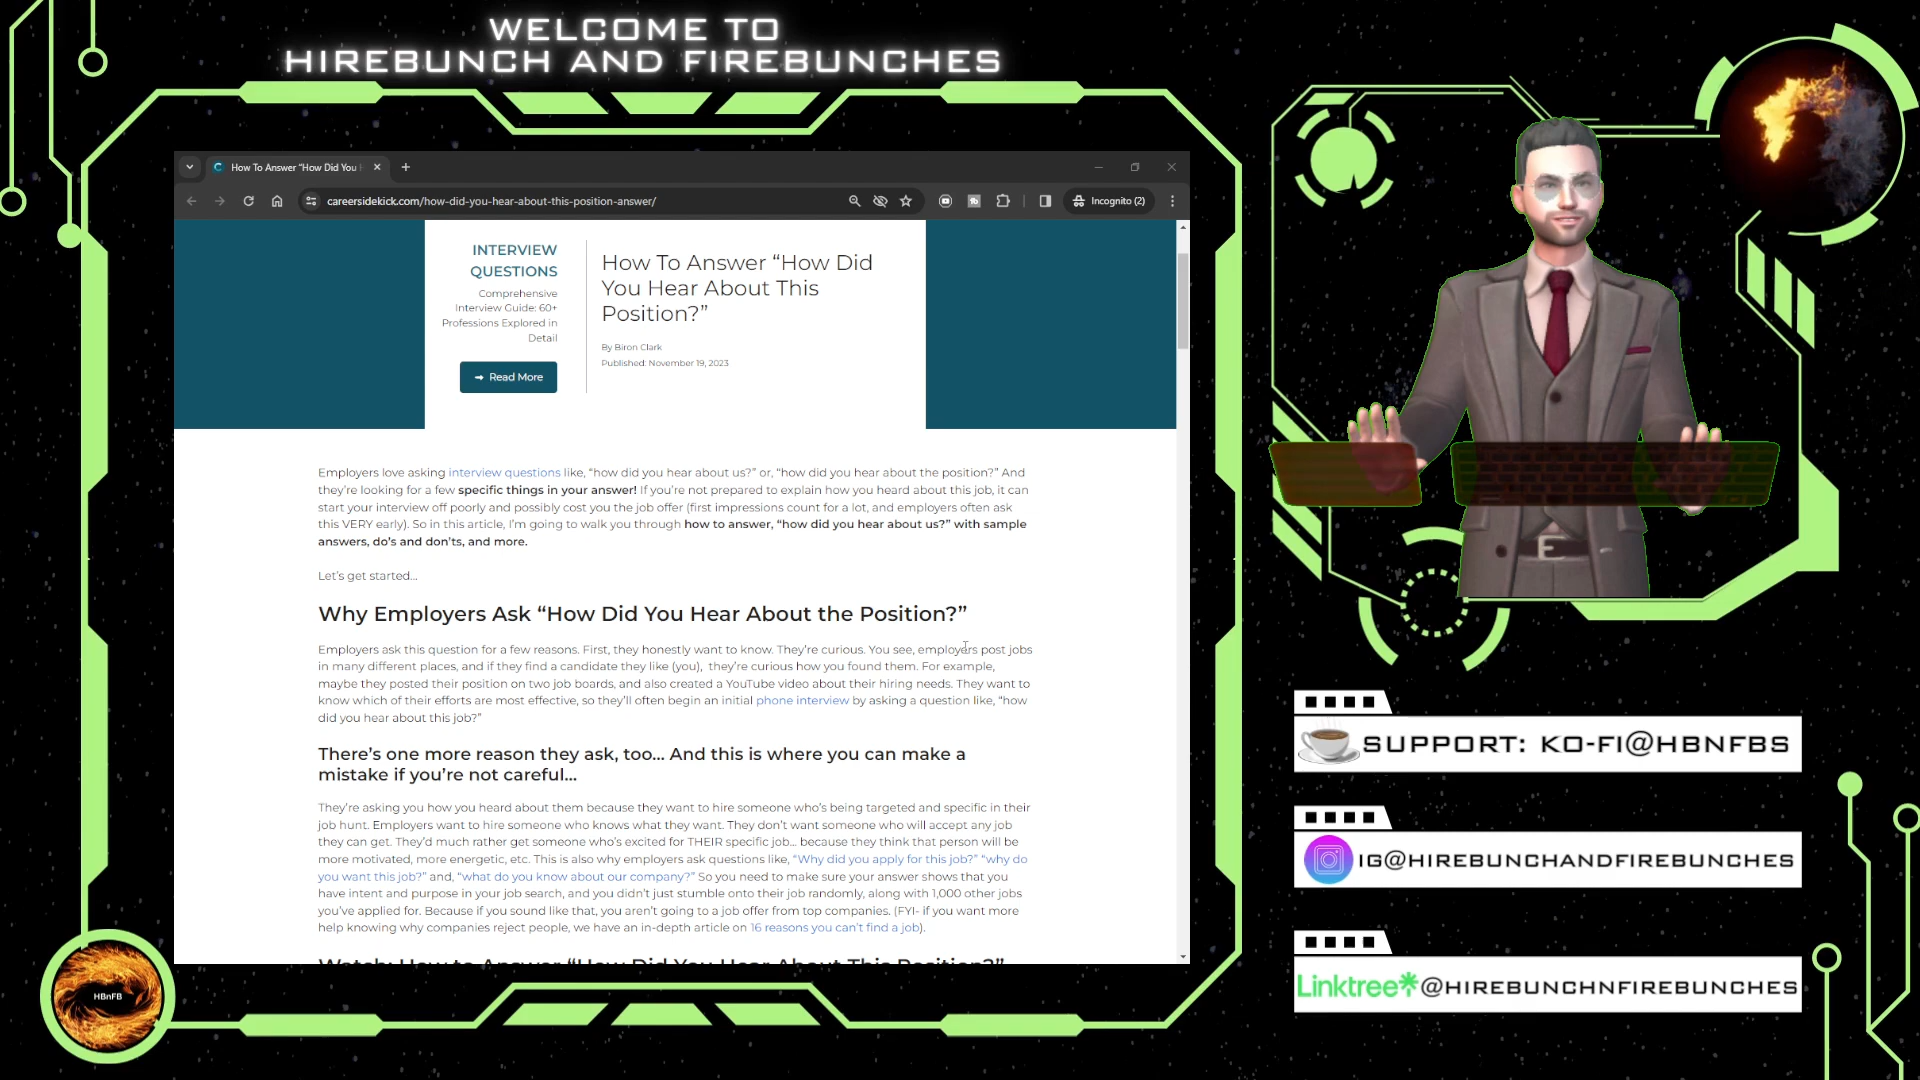 WELCOME TO
HIREBUNCH AND FIREBUNCHES
How To Answer “How Did You
careersidekick.com/how-did-you-hear-about-this-position-answer/
Incognito (2)
INTERVIEW
QUESTIONS
Comprehensive
Interview Guide: 60+
Professions Explored in
Detail
→ Read More
How To Answer “How Did
You Hear About This
Position?”
By Biron Clark
Published: November 19, 2023
Employers love asking interview questions like, “how did you hear about us?” or, “how did you hear about the position?” And
they’re looking for a few specific things in your answer! If you’re not prepared to explain how you heard about this job, it can
start your interview off poorly and possibly cost you the job offer (first impressions count for a lot, and employers often ask
this VERY early). So in this article, I’m going to walk you through how to answer, “how did you hear about us?” with sample
answers, do’s and don’ts, and more.
Let’s get started…
Why Employers Ask “How Did You Hear About the Position?”
Employers ask this question for a few reasons. First, they honestly want to know. They’re curious. You see, employers post jobs
in many different places, and if they find a candidate they like (you), they’re curious how you found them. For example,
maybe they posted their position on two job boards, and also created a YouTube video about their hiring needs. They want to
know which of their efforts are most effective, so they’ll often begin an initial phone interview by asking a question like, “how
did you hear about this job?”
There’s one more reason they ask, too… And this is where you can make a
mistake if you’re not careful…
They’re asking you how you heard about them because they want to hire someone who’s being targeted and specific in their
job hunt. Employers want to hire someone who knows what they want. They don’t want someone who will accept any job
they can get. They’d much rather get someone who’s excited for THEIR specific job… because they think that person will be
more motivated, more energetic, etc. This is also why employers ask questions like, “Why did you apply for this job?” “why do
you want this job?” and, “what do you know about our company?” So you need to make sure your answer shows that you
have intent and purpose in your job search, and you didn’t just stumble onto their job randomly, along with 1,000 other jobs
you’ve applied for. Because if you sound like that, you aren’t going to a job offer from top companies. (FYI- if you want more
help knowing why companies reject people, we have an in-depth article on 16 reasons you can’t find a job).
Watch: How to Answer “How Did You Hear About This Position?”
SUPPORT: KO-FI@HBNFBS
IG@HIREBUNCHANDFIREBUNCHES
Linktree*@HIREBUNCHNFIREBUNCHES
HBnFB